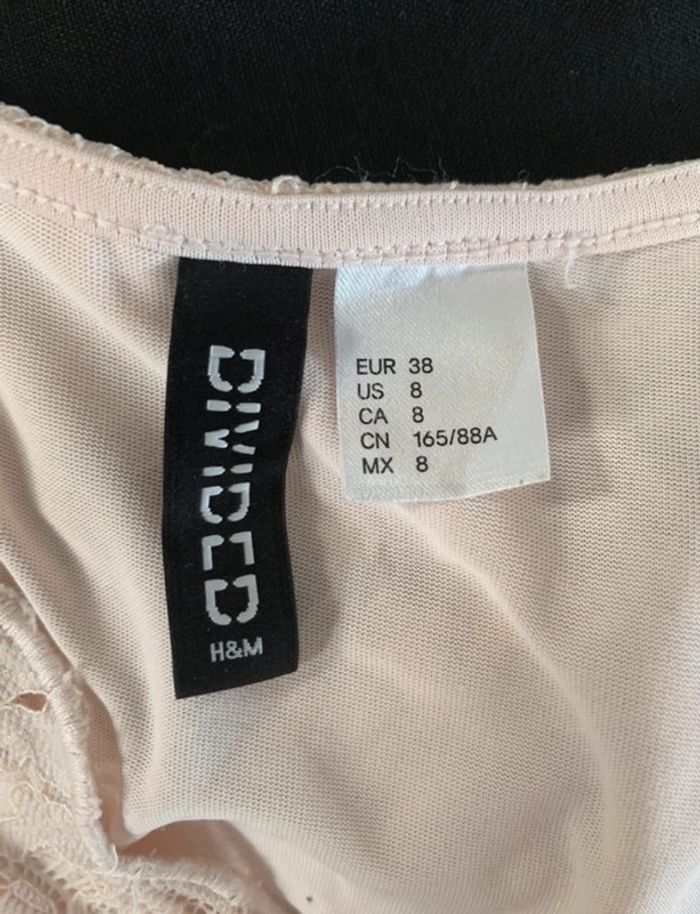 DIVIDED
H&M
EUR 38
US 8
CA 8
CN 165/88A
MX 8